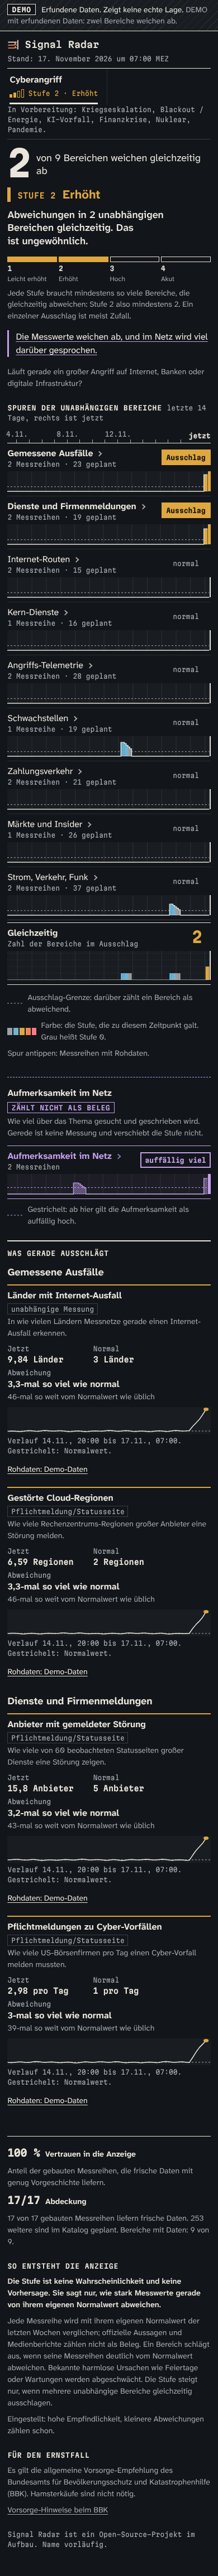 DEMO Erfundene Daten. Zeigt keine echte Lage. DEMO
mit erfundenen Daten: zwei Bereiche weichen ab.
Signal Radar
Stand: 17. November 2026 um 07:00 MEZ
Cyberangriff
Stufe 2 · Erhöht
In Vorbereitung: Kriegseskalation, Blackout /
Energie, KI-Vorfall, Finanzkrise, Nuklear,
Pandemie.
2 von 9 Bereichen weichen gleichzeitig
ab
STUFE 2 Erhöht
Abweichungen in 2 unabhängigen
Bereichen gleichzeitig. Das
ist ungewöhnlich.
1 2 3 4
Leicht erhöht Erhöht Hoch Akut
Jede Stufe braucht mindestens so viele Bereiche, die
gleichzeitig abweichen: Stufe 2 also mindestens 2. Ein
einzelner Ausschlag ist meist Zufall.
Die Messwerte weichen ab, und im Netz wird viel
darüber gesprochen.
Läuft gerade ein großer Angriff auf Internet, Banken oder
digitale Infrastruktur?
SPUREN DER UNABHÄNGIGEN BEREICHE letzte 14
Tage, rechts ist jetzt
4.11. 8.11. 12.11. jetzt
Gemessene Ausfälle >
2 Messreihen · 23 geplant
Ausschlag
Dienste und Firmenmeldungen >
2 Messreihen · 19 geplant
Ausschlag
Internet-Routen >
2 Messreihen · 15 geplant
normal
Kern-Dienste >
1 Messreihe · 16 geplant
normal
Angriffs-Telemetrie >
2 Messreihen · 28 geplant
normal
Schwachstellen >
1 Messreihe · 19 geplant
normal
Zahlungsverkehr >
2 Messreihen · 21 geplant
normal
Märkte und Insider >
1 Messreihe · 26 geplant
normal
Strom, Verkehr, Funk >
2 Messreihen · 37 geplant
normal
Gleichzeitig
Zahl der Bereiche im Ausschlag
2
Ausschlag-Grenze: darüber zählt ein Bereich als
abweichend.
Farbe: die Stufe, die zu diesem Zeitpunkt galt.
Grau heißt Stufe 0.
Spur antippen: Messreihen mit Rohdaten.
Aufmerksamkeit im Netz
ZÄHLT NICHT ALS BELEG
Wie viel über das Thema gesucht und geschrieben wird.
Gerede ist keine Messung und verschiebt die Stufe nicht.
Aufmerksamkeit im Netz >
2 Messreihen
auffällig viel
Gestrichelt: ab hier gilt die Aufmerksamkeit als
auffällig hoch.
WAS GERADE AUSSCHLÄGT
Gemessene Ausfälle
Länder mit Internet-Ausfall
unabhängige Messung
In wie vielen Ländern Messnetze gerade einen Internet-
Ausfall erkennen.
Jetzt Normal
9,84 Länder 3 Länder
Abweichung
3,3-mal so viel wie normal
46-mal so weit vom Normalwert wie üblich
Verlauf 14.11., 20:00 bis 17.11., 07:00.
Gestrichelt: Normalwert.
Rohdaten: Demo-Daten
Gestörte Cloud-Regionen
Pflichtmeldung/Statusseite
Wie viele Rechenzentrums-Regionen großer Anbieter eine
Störung melden.
Jetzt Normal
6,59 Regionen 2 Regionen
Abweichung
3,3-mal so viel wie normal
46-mal so weit vom Normalwert wie üblich
Verlauf 14.11., 20:00 bis 17.11., 07:00.
Gestrichelt: Normalwert.
Rohdaten: Demo-Daten
Dienste und Firmenmeldungen
Anbieter mit gemeldeter Störung
Pflichtmeldung/Statusseite
Wie viele von 60 beobachteten Statusseiten großer
Dienste eine Störung zeigen.
Jetzt Normal
15,8 Anbieter 5 Anbieter
Abweichung
3,2-mal so viel wie normal
43-mal so weit vom Normalwert wie üblich
Verlauf 14.11., 20:00 bis 17.11., 07:00.
Gestrichelt: Normalwert.
Rohdaten: Demo-Daten
Pflichtmeldungen zu Cyber-Vorfällen
Pflichtmeldung/Statusseite
Wie viele US-Börsenfirmen pro Tag einen Cyber-Vorfall
melden mussten.
Jetzt Normal
2,98 pro Tag 1 pro Tag
Abweichung
3-mal so viel wie normal
39-mal so weit vom Normalwert wie üblich
Verlauf 14.11., 20:00 bis 17.11., 07:00.
Gestrichelt: Normalwert.
Rohdaten: Demo-Daten
100 % Vertrauen in die Anzeige
Anteil der gebauten Messreihen, die frische Daten mit
genug Vorgeschichte liefern.
17/17 Abdeckung
17 von 17 gebauten Messreihen liefern frische Daten. 253
weitere sind im Katalog geplant. Bereiche mit Daten: 9 von
9.
SO ENTSTEHT DIE ANZEIGE
Die Stufe ist keine Wahrscheinlichkeit und keine
Vorhersage. Sie sagt nur, wie stark Messwerte gerade
von ihrem eigenen Normalwert abweichen.
Jede Messreihe wird mit ihrem eigenen Normalwert der
letzten Wochen verglichen; offizielle Aussagen und
Medienberichte zählen nicht als Beleg. Ein Bereich schlägt
aus, wenn seine Messreihen deutlich vom Normalwert
abweichen. Bekannte harmlose Ursachen wie Feiertage
oder Wartungen werden abgeschwächt. Die Stufe steigt
nur, wenn mehrere unabhängige Bereiche gleichzeitig
ausschlagen.
Eingestellt: hohe Empfindlichkeit, kleinere Abweichungen
zählen schon.
FÜR DEN ERNSTFALL
Es gilt die allgemeine Vorsorge-Empfehlung des
Bundesamts für Bevölkerungsschutz und Katastrophenhilfe
(BBK). Hamsterkäufe sind nicht nötig.
Vorsorge-Hinweise beim BBK
Signal Radar ist ein Open-Source-Projekt im
Aufbau. Name vorläufig.